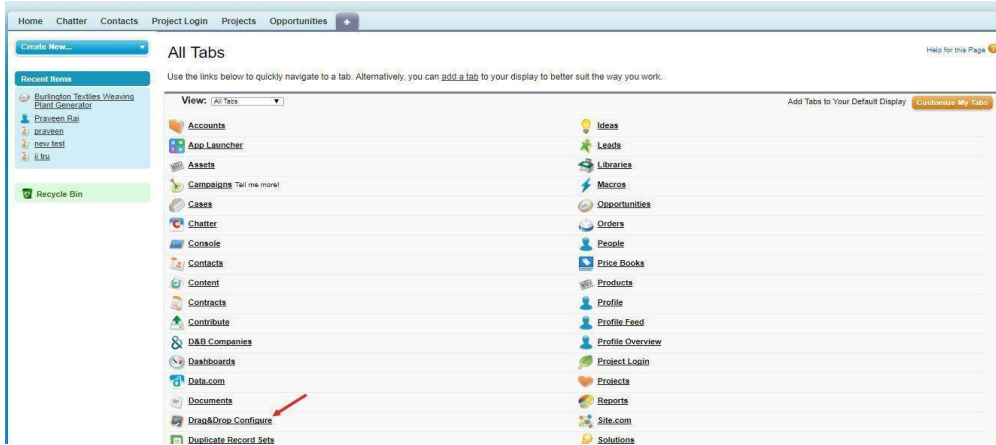 Home Chatter Contacts Project Login Projects Opportunities +
Create New...
Recent Items
Burlington Textiles Weaving
Plant Generator
Praveen Rai
praveen
new test
ii tru
Recycle Bin
All Tabs
Help for this Page
Use the links below to quickly navigate to a tab. Alternatively, you can add a tab to your display to better suit the way you work.
View: All Tabs
Add Tabs to Your Default Display Customize My Tabs
Accounts
App Launcher
Assets
Campaigns Tell me more!
Cases
Chatter
Console
Contacts
Content
Contracts
Contribute
D&B Companies
Dashboards
Data.com
Documents
Drag&Drop Configure
Duplicate Record Sets
Ideas
Leads
Libraries
Macros
Opportunities
Orders
People
Price Books
Products
Profile
Profile Feed
Profile Overview
Project Login
Projects
Reports
Site.com
Solutions